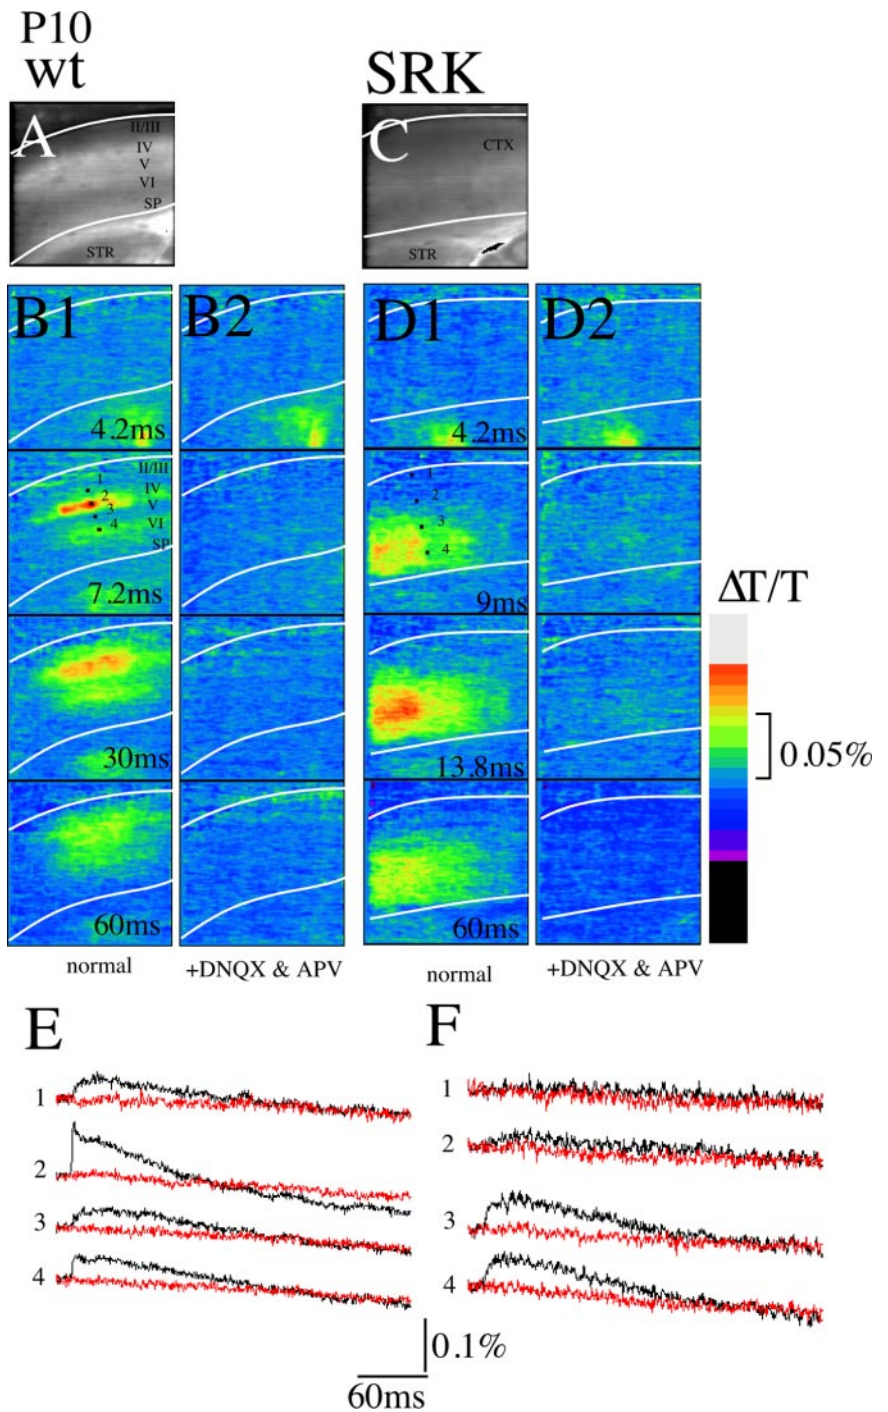 P10
wt
SRK
A
II/III
IV
V
VI
SP
STR
C
CTX
STR
B1
4.2ms
B2
D1
4.2ms
D2
II/III
1
IV
2
V
3
VI
4
SP
7.2ms
1
2
3
4
9ms
ΔT/T
0.05%
30ms
13.8ms
60ms
60ms
normal
+DNQX & APV
normal
+DNQX & APV
E
1
2
3
4
F
1
2
3
4
0.1%
60ms